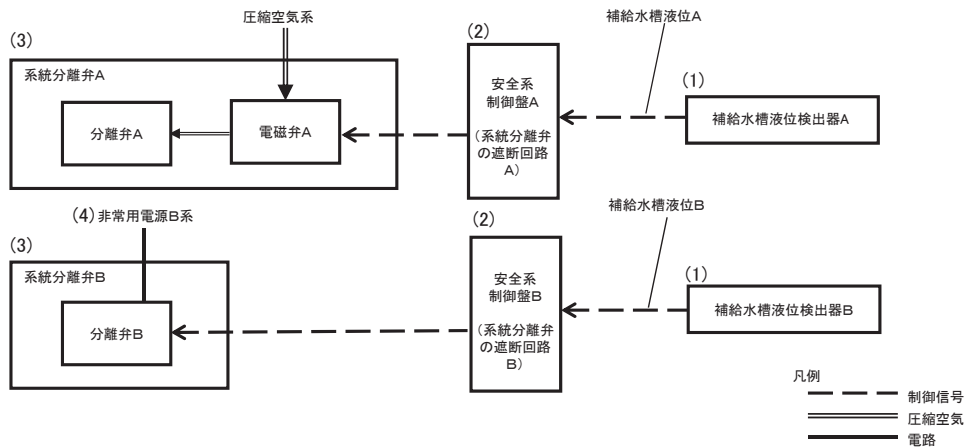 圧縮空気系
補給水槽液位A
(3)
(2)
系統分離弁A
(1)
安全系
制御盤A
分離弁A
電磁弁A
補給水槽液位検出器A
(系統分離弁
の遮断回路
A)
(4) 非常用電源B系
(2)
補給水槽液位B
(3)
系統分離弁B
(1)
安全系
制御盤B
分離弁B
補給水槽液位検出器B
(系統分離弁
の遮断回路
B)
凡例
制御信号
圧縮空気
電路